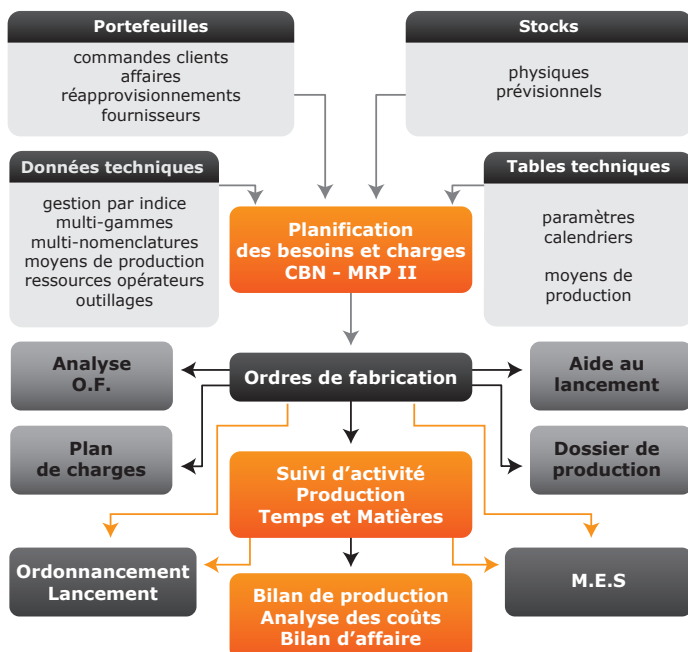 Portefeuilles
commandes clients
affaires
réapprovisionnements
fournisseurs
Stocks
physiques
prévisionnels
Données techniques
gestion par indice
multi-gammes
multi-nomenclatures
moyens de production
ressources opérateurs
outillages
Planification
des besoins et charges
CBN - MRP II
Tables techniques
paramètres
calendriers
moyens de
production
Analyse
O.F.
Ordres de fabrication
Aide au
lancement
Plan
de charges
Suivi d'activité
Production
Temps et Matières
Dossier de
production
Ordonnancement
Lancement
Bilan de production
Analyse des coûts
Bilan d'affaire
M.E.S